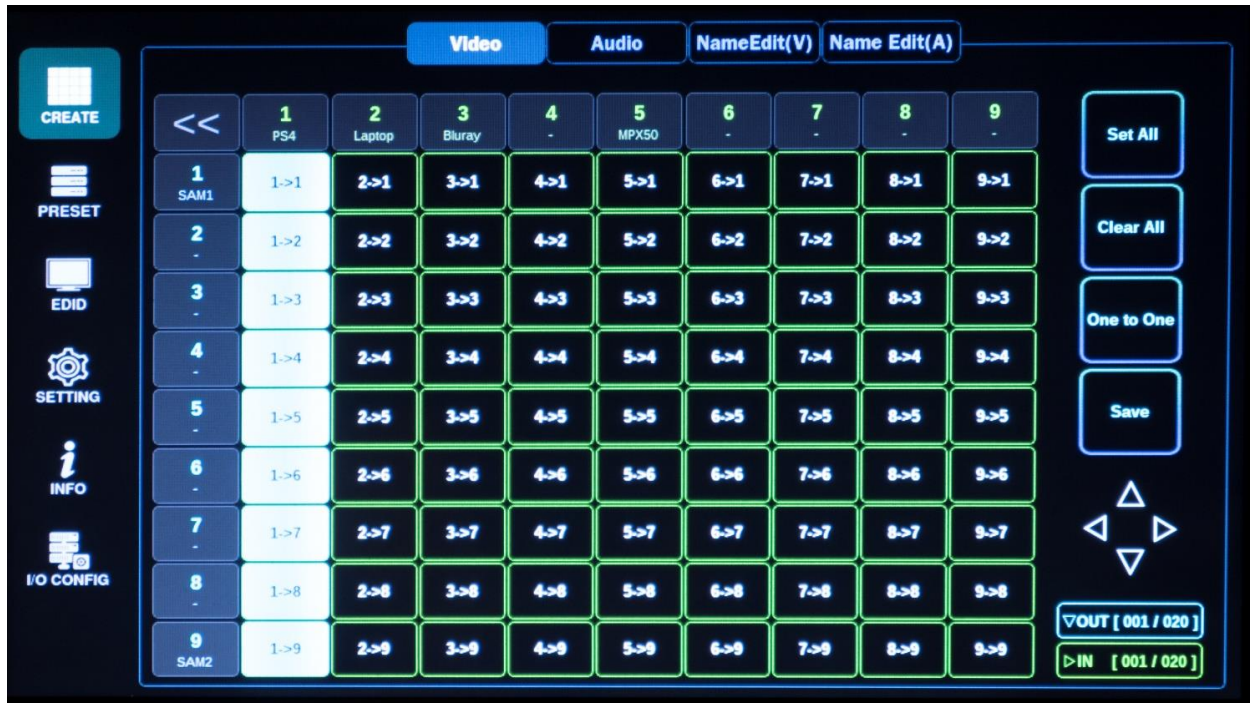 Video Audio NameEdit(V) Name Edit(A)
CREATE
PRESET
EDID
SETTING
INFO
I/O CONFIG
<< 1 2 3 4 5 6 7 8 9
PS4 Laptop Bluray - MPX50 - - - -
1 1->1 2->1 3->1 4->1 5->1 6->1 7->1 8->1 9->1
SAM1
2 1->2 2->2 3->2 4->2 5->2 6->2 7->2 8->2 9->2
-
3 1->3 2->3 3->3 4->3 5->3 6->3 7->3 8->3 9->3
-
4 1->4 2->4 3->4 4->4 5->4 6->4 7->4 8->4 9->4
-
5 1->5 2->5 3->5 4->5 5->5 6->5 7->5 8->5 9->5
-
6 1->6 2->6 3->6 4->6 5->6 6->6 7->6 8->6 9->6
-
7 1->7 2->7 3->7 4->7 5->7 6->7 7->7 8->7 9->7
-
8 1->8 2->8 3->8 4->8 5->8 6->8 7->8 8->8 9->8
-
9 1->9 2->9 3->9 4->9 5->9 6->9 7->9 8->9 9->9
SAM2
Set All
Clear All
One to One
Save
▽OUT [ 001 / 020 ]
▷IN [ 001 / 020 ]